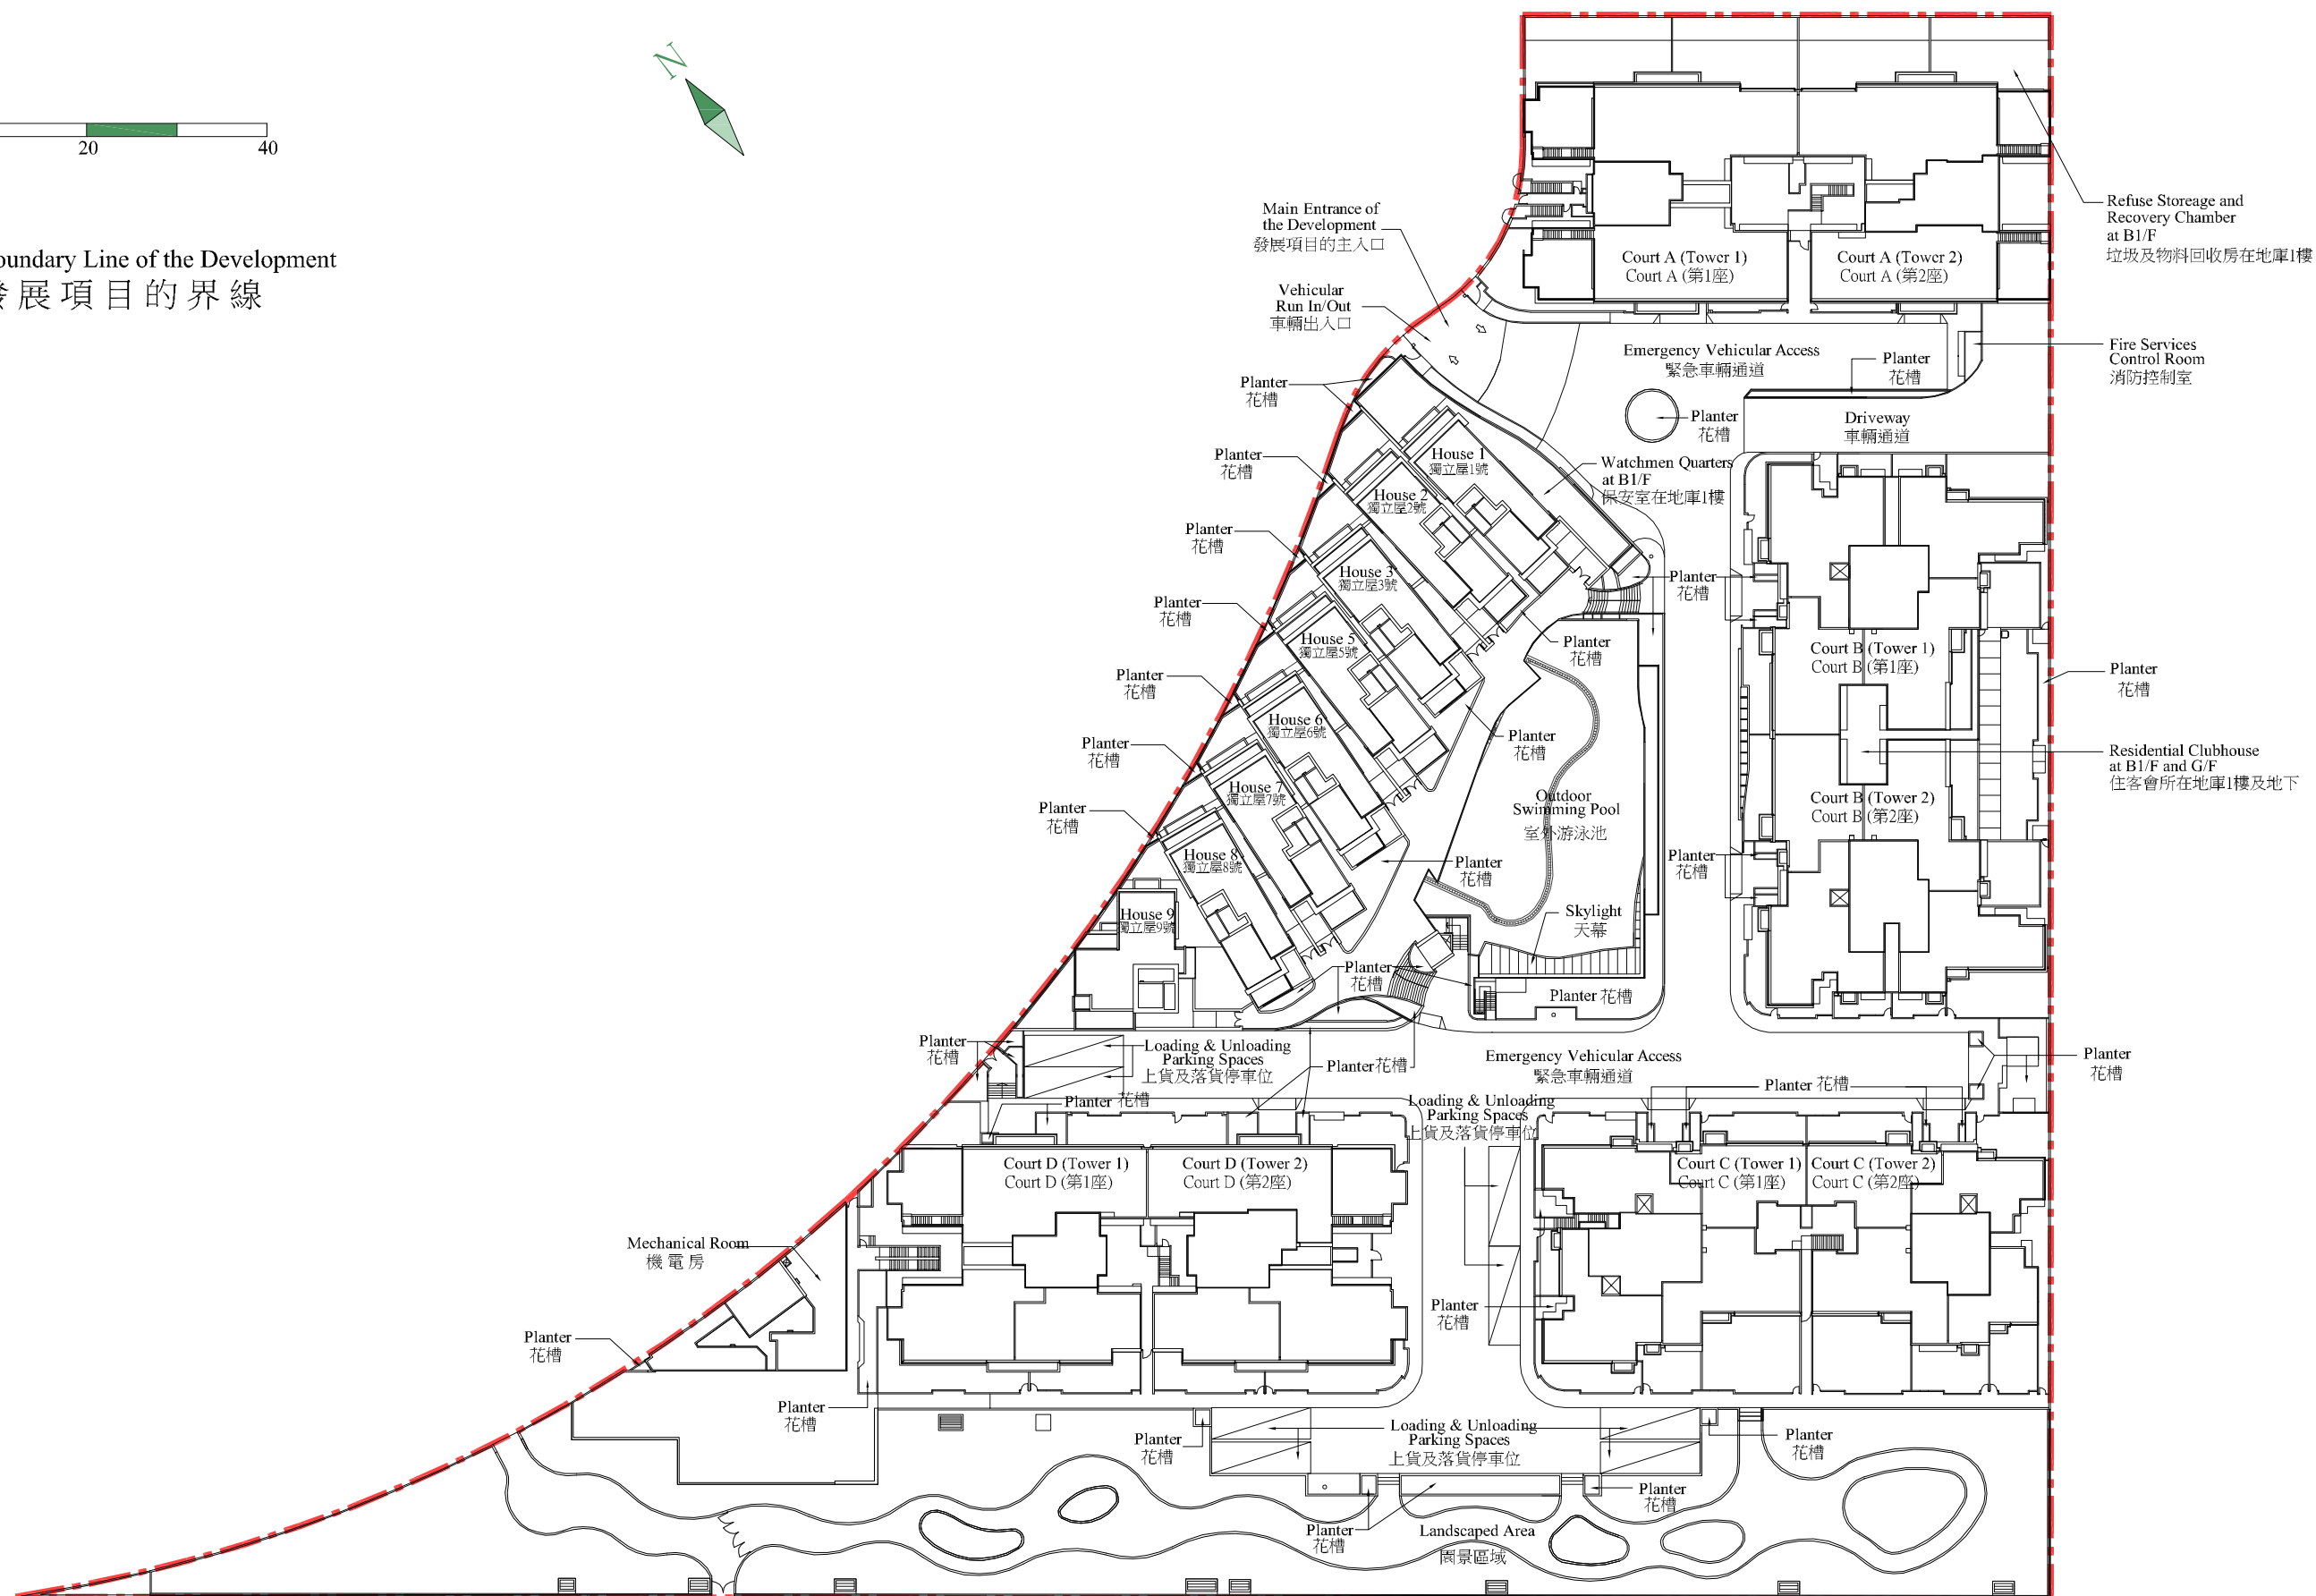 N
20
40
oundary Line of the Development
發展項目的界線
Main Entrance of
the Development
發展項目的主入口
Vehicular
Run In/Out
車輛出入口
Court A (Tower 1)
Court A (第1座)
Court A (Tower 2)
Court A (第2座)
Refuse Storeage and
Recovery Chamber
at B1/F
垃圾及物料回收房在地庫1樓
Emergency Vehicular Access
緊急車輛通道
Planter
花槽
Fire Services
Control Room
消防控制室
Planter
花槽
Planter
花槽
Driveway
車輛通道
Planter
花槽
House 1
獨立屋1號
Watchmen Quarters
at B1/F
保安室在地庫1樓
House 2
獨立屋2號
Planter
花槽
House 3
獨立屋3號
Planter
花槽
Planter
花槽
House 5
獨立屋5號
Planter
花槽
Court B (Tower 1)
Court B (第1座)
Planter
花槽
Planter
花槽
House 6
獨立屋6號
Planter
花槽
Planter
花槽
Residential Clubhouse
at B1/F and G/F
住客會所在地庫1樓及地下
House 7
獨立屋7號
Outdoor
Swimming Pool
室外游泳池
Court B (Tower 2)
Court B (第2座)
Planter
花槽
House 8
獨立屋8號
Planter
花槽
Planter
花槽
House 9
獨立屋9號
Skylight
天幕
Planter
花槽
Planter 花槽
Planter
花槽
Loading & Unloading
Parking Spaces
上貨及落貨停車位
Planter花槽
Emergency Vehicular Access
緊急車輛通道
Planter
花槽
Planter 花槽
Planter 花槽
Loading & Unloading
Parking Spaces
上貨及落貨停車位
Court D (Tower 1)
Court D (第1座)
Court D (Tower 2)
Court D (第2座)
Court C (Tower 1)
Court C (第1座)
Court C (Tower 2)
Court C (第2座)
Mechanical Room
機電房
Planter
花槽
Planter
花槽
Planter
花槽
Planter
花槽
Loading & Unloading
Parking Spaces
上貨及落貨停車位
Planter
花槽
Planter
花槽
Planter
花槽
Landscaped Area
園景區域